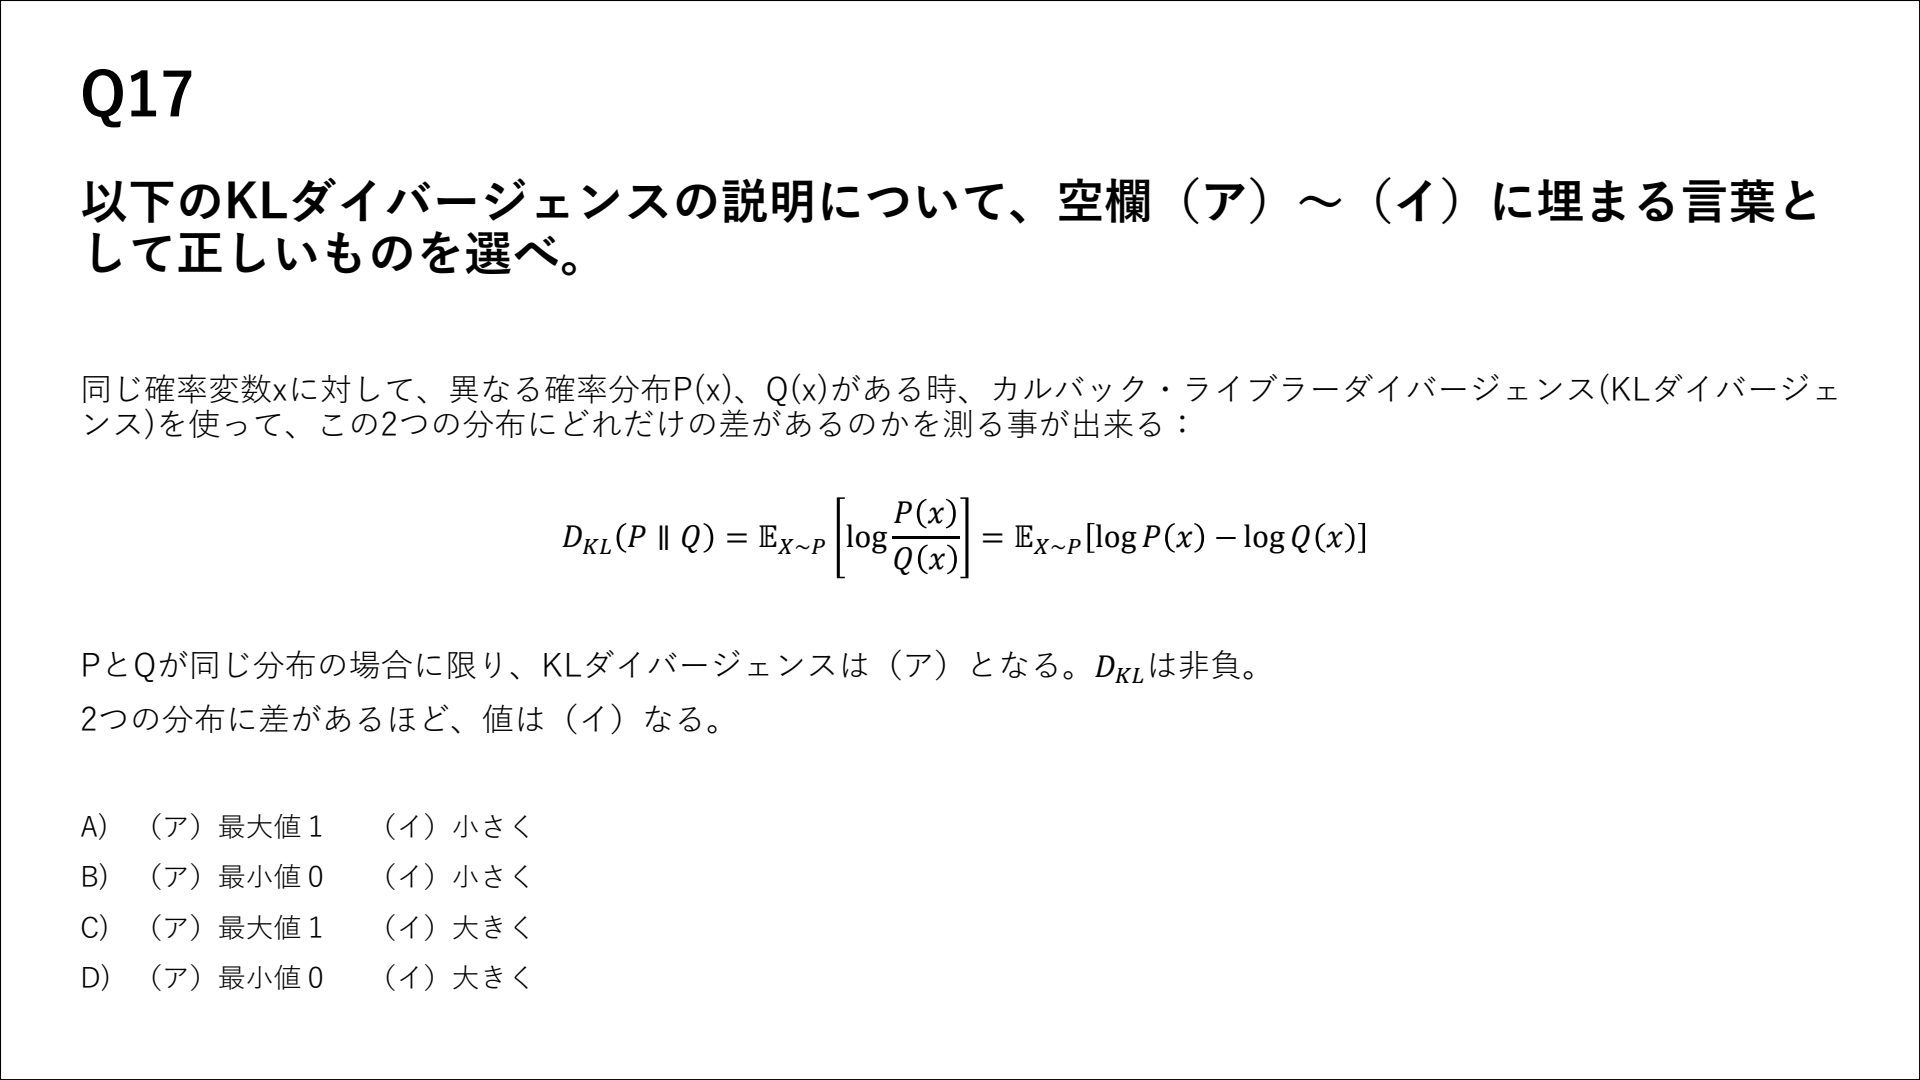 Q17
以下のKLダイバージェンスの説明について、空欄（ア）～（イ）に埋まる言葉と
して正しいものを選べ。
同じ確率変数xに対して、異なる確率分布P(x)、Q(x)がある時、カルバック・ライブラーダイバージェンス(KLダイバージェ
ンス)を使って、この2つの分布にどれだけの差があるのかを測る事が出来る：
D_{KL}(P ∥ Q) = 𝔼_{X~P} [log P(x)/Q(x)] = 𝔼_{X~P}[log P(x) − log Q(x)]
PとQが同じ分布の場合に限り、KLダイバージェンスは（ア）となる。D_{KL}は非負。
2つの分布に差があるほど、値は（イ）なる。
A) （ア）最大値１ （イ）小さく
B) （ア）最小値０ （イ）小さく
C) （ア）最大値１ （イ）大きく
D) （ア）最小値０ （イ）大きく